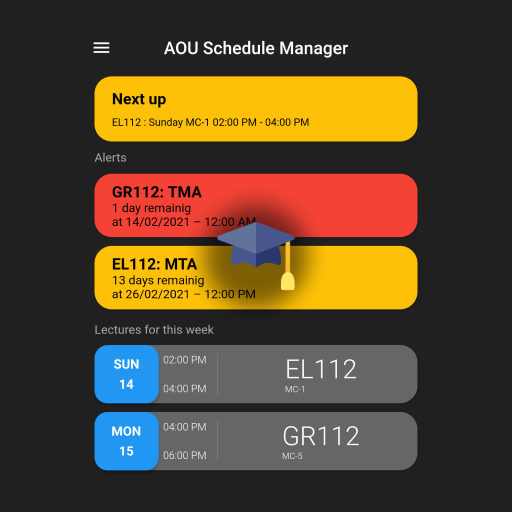 AOU Schedule Manager
Next up
EL112 : Sunday MC-1 02:00 PM - 04:00 PM
Alerts
GR112: TMA
1 day remainig
at 14/02/2021 – 12:00 AM
EL112: MTA
13 days remainig
at 26/02/2021 – 12:00 PM
Lectures for this week
SUN
14
02:00 PM
04:00 PM
EL112
MC-1
MON
15
04:00 PM
06:00 PM
GR112
MC-5